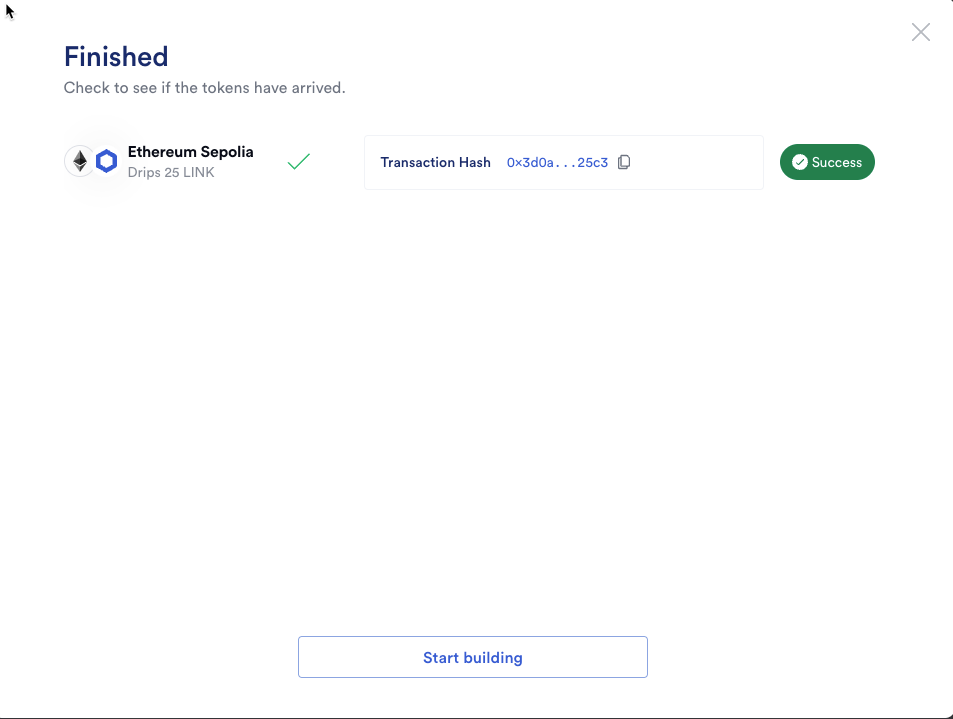 Finished
Check to see if the tokens have arrived.
Ethereum Sepolia
Drips 25 LINK
Transaction Hash 0x3d0a...25c3
Success
Start building